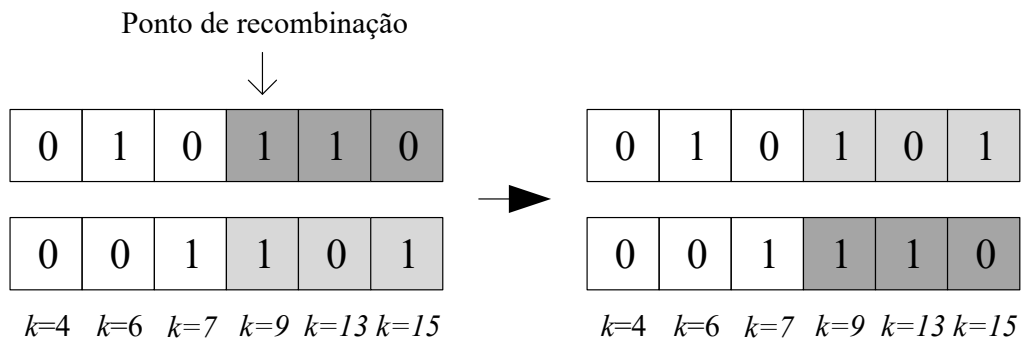 Ponto de recombinação
0 1 0 1 1 0
0 1 0 1 0 1
0 0 1 1 0 1
0 0 1 1 1 0
k=4 k=6 k=7 k=9 k=13 k=15
k=4 k=6 k=7 k=9 k=13 k=15